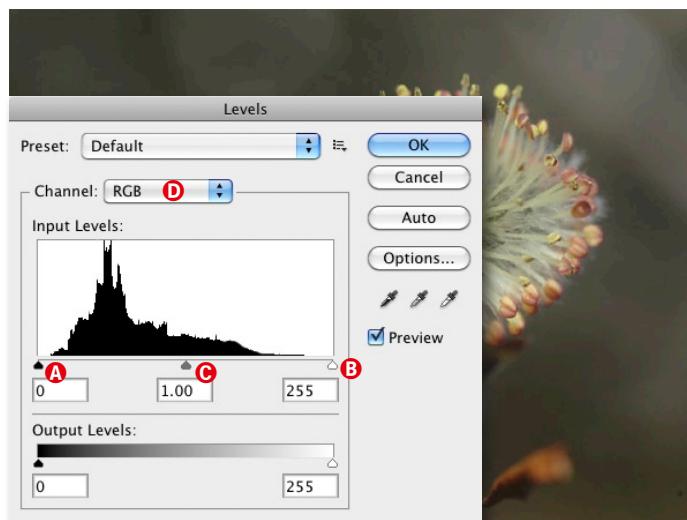 Levels
Preset: Default
OK
Cancel
Auto
Options...
Preview
Channel: RGB D
Input Levels:
A C B
0 1.00 255
Output Levels:
0 255